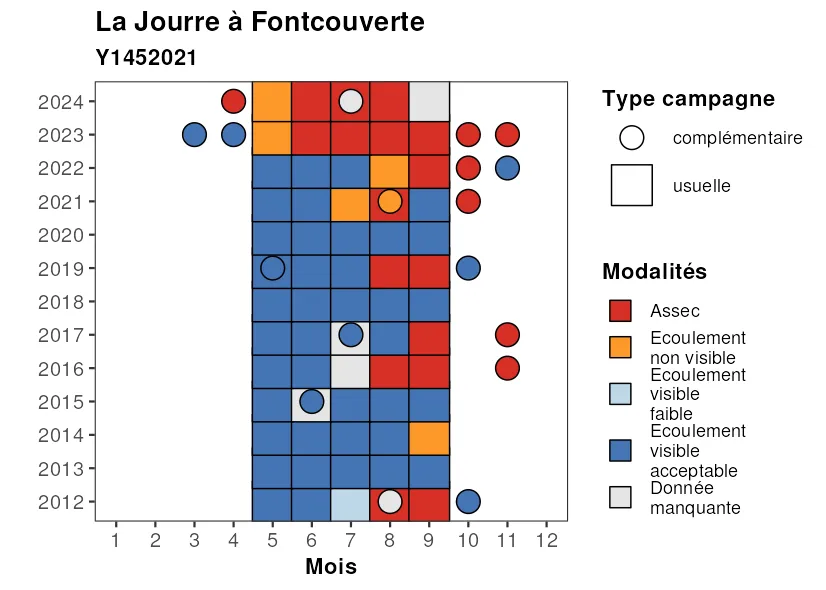 La Jourre à Fontcouverte
Y1452021
2024
2023
2022
2021
2020
2019
2018
2017
2016
2015
2014
2013
2012
1 2 3 4 5 6 7 8 9 10 11 12
Mois
Type campagne
complémentaire
usuelle
Modalités
Assec
Ecoulement
non visible
Ecoulement
visible
faible
Ecoulement
visible
acceptable
Donnée
manquante